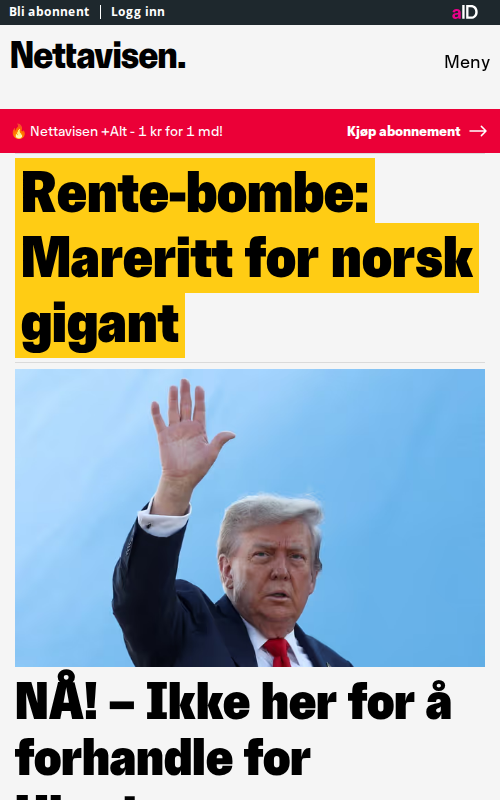 Bli abonnent
Logg inn
aID
Nettavisen.
Meny
🔥 Nettavisen +Alt - 1 kr for 1 md!
Kjøp abonnement →
Rente-bombe:
Mareritt for norsk
gigant
NÅ! – Ikke her for å
forhandle for